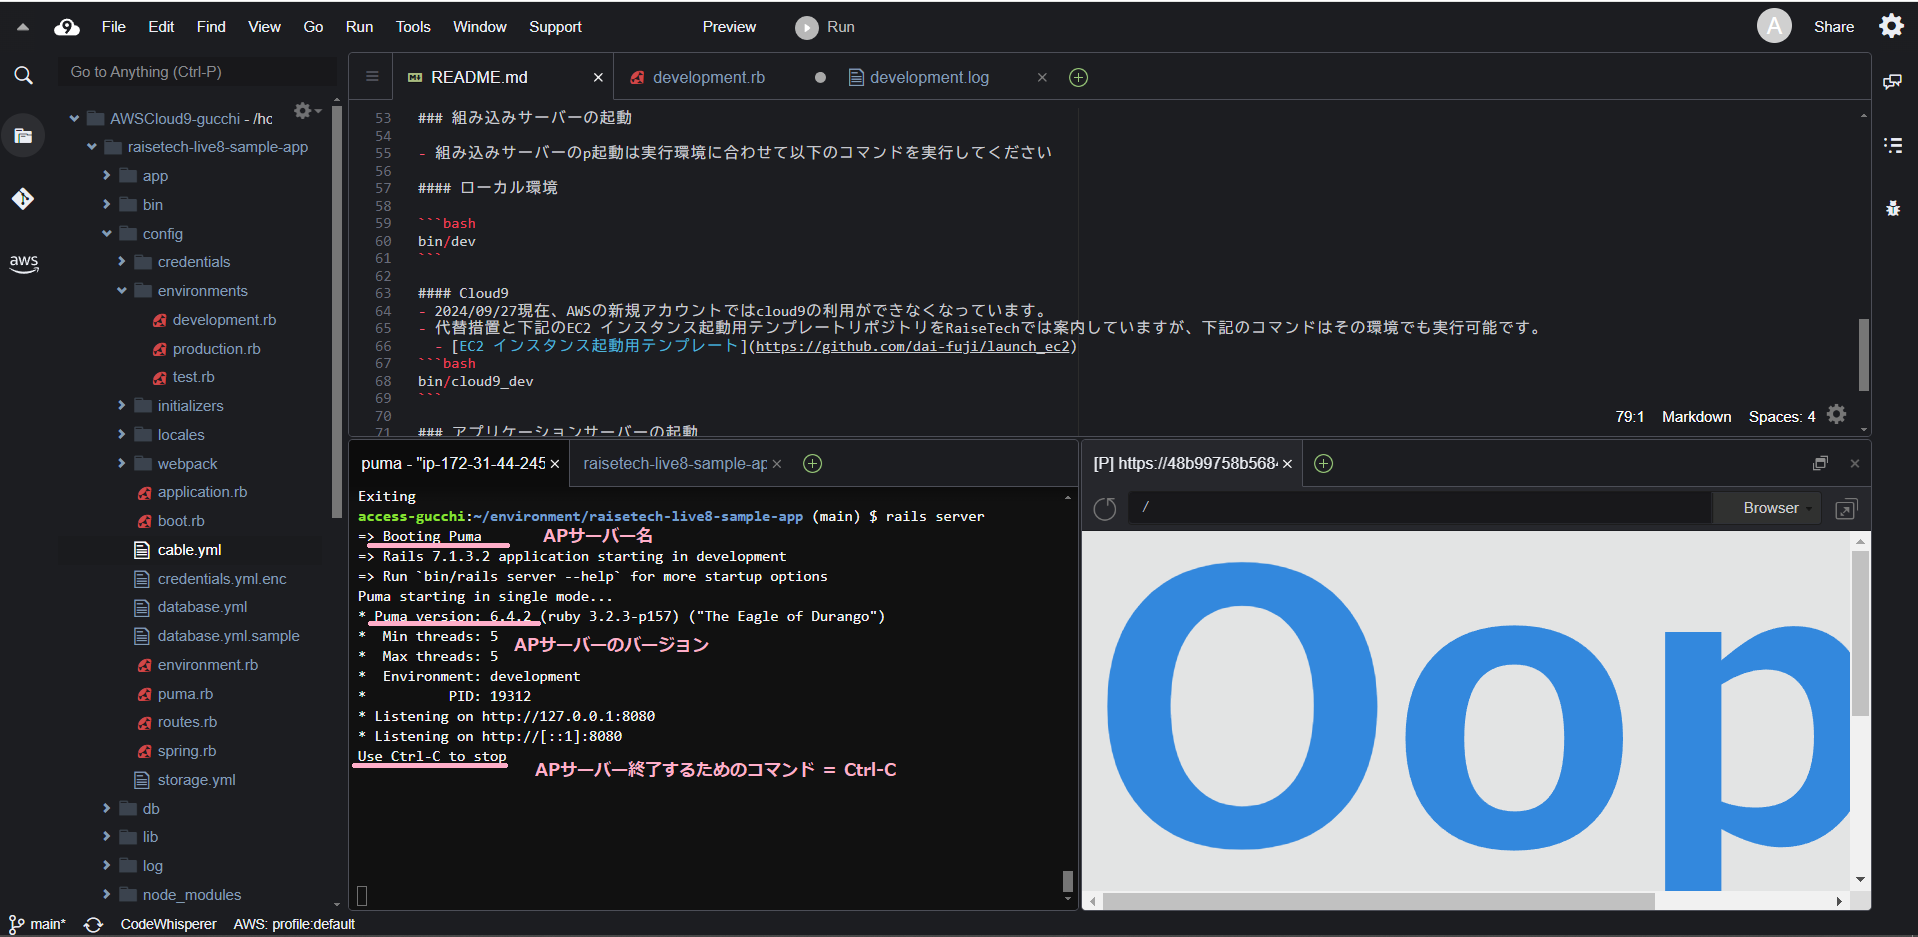 File Edit Find View Go Run Tools Window Support Preview Run A Share
Go to Anything (Ctrl-P)
AWSCloud9-gucchi - /ho
raisetech-live8-sample-app
app
bin
config
credentials
environments
development.rb
production.rb
test.rb
initializers
locales
webpack
application.rb
boot.rb
cable.yml
credentials.yml.enc
database.yml
database.yml.sample
environment.rb
puma.rb
routes.rb
spring.rb
storage.yml
db
lib
log
node_modules
aws
README.md development.rb development.log
53 ### 組み込みサーバーの起動
54
55 - 組み込みサーバーのp起動は実行環境に合わせて以下のコマンドを実行してください
56
57 #### ローカル環境
58
59 ```bash
60 bin/dev
61 ```
62
63 #### Cloud9
64 - 2024/09/27現在、AWSの新規アカウントではcloud9の利用ができなくなっています。
65 - 代替措置と下記のEC2 インスタンス起動用テンプレートリポジトリをRaiseTechでは案内していますが、下記のコマンドはその環境でも実行可能です。
66 - [EC2 インスタンス起動用テンプレート](https://github.com/dai-fuji/launch_ec2)
67 ```bash
68 bin/cloud9_dev
69 ```
70
71 ### アプリケーションサーバーの起動
79:1 Markdown Spaces: 4
puma - "ip-172-31-44-245 raisetech-live8-sample-ap
Exiting
access-gucchi:~/environment/raisetech-live8-sample-app (main) $ rails server
=> Booting Puma APサーバー名
=> Rails 7.1.3.2 application starting in development
=> Run `bin/rails server --help` for more startup options
Puma starting in single mode...
* Puma version: 6.4.2 (ruby 3.2.3-p157) ("The Eagle of Durango")
* Min threads: 5 APサーバーのバージョン
* Max threads: 5
* Environment: development
* PID: 19312
* Listening on http://127.0.0.1:8080
* Listening on http://[::1]:8080
Use Ctrl-C to stop
APサーバー終了するためのコマンド = Ctrl-C
[P] https://48b99758b568
/ Browser
Oop
main* CodeWhisperer AWS: profile:default